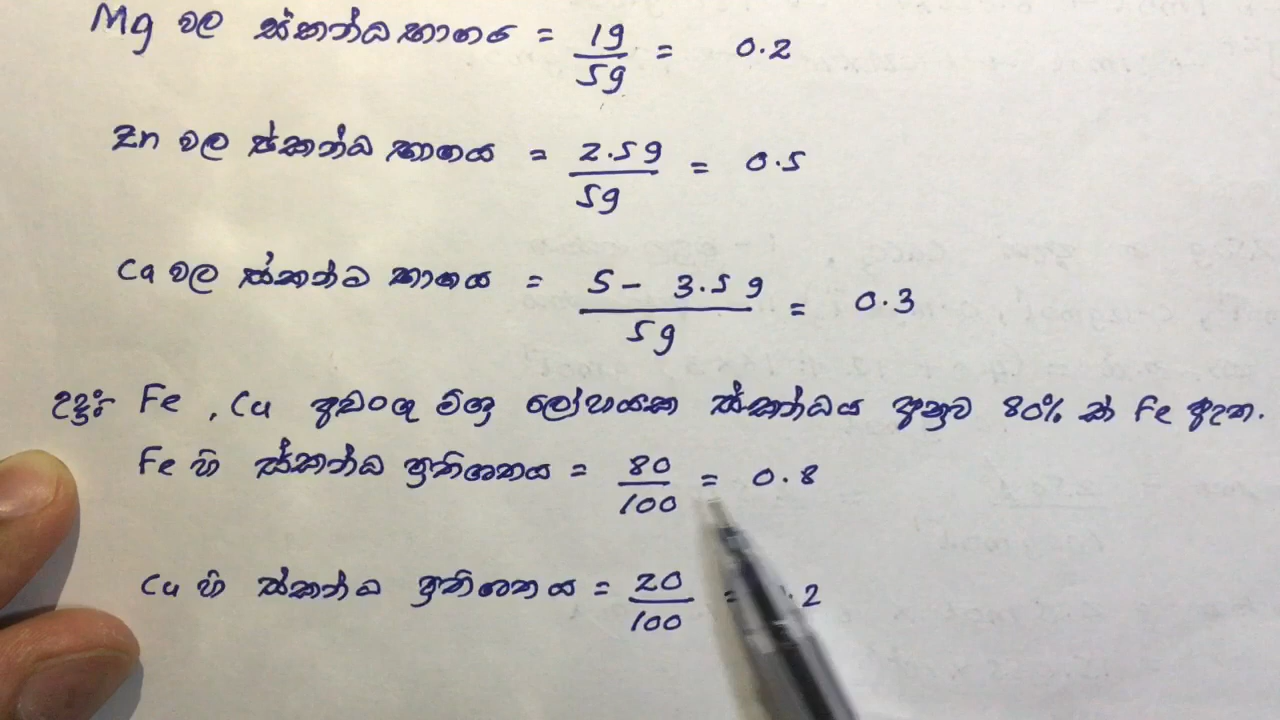 Mg වල ස්කන්ධ භාගය = 1g/5g = 0.2
Zn වල ස්කන්ධ භාගය = 2.5g/5g = 0.5
Ca වල ස්කන්ධ භාගය = 5 - 3.5g/5g = 0.3
උදා:- Fe , Cu අඩංගු මිශ්‍ර ලෝහයක ස්කන්ධය අනුව 80% ක් Fe ඇත.
Fe හි ස්කන්ධ ප්‍රතිශතය = 80/100 = 0.8
Cu හි ස්කන්ධ ප්‍රතිශතය = 20/100 = .2